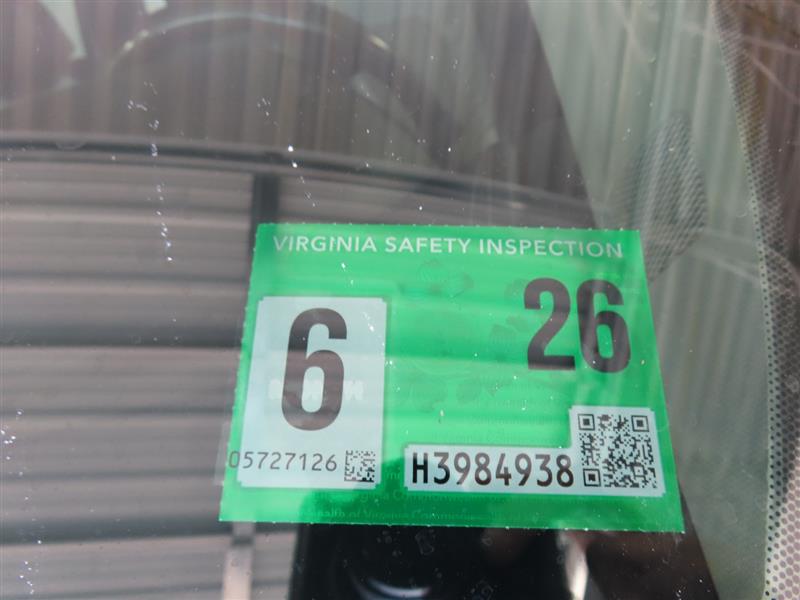 VIRGINIA SAFETY INSPECTION
26
6
05727126
H3984938